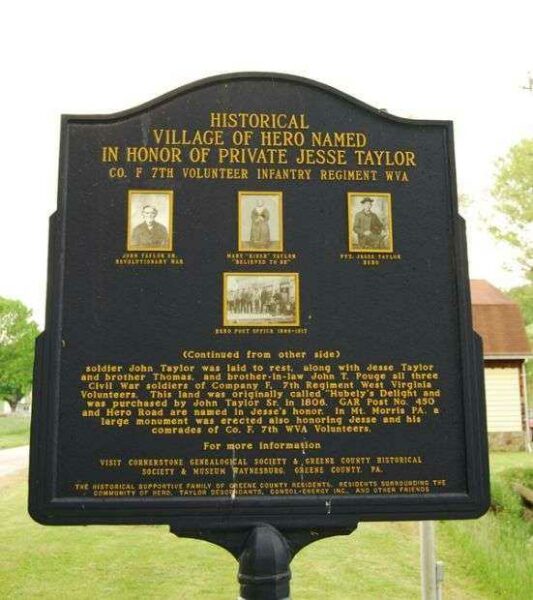 HISTORICAL
VILLAGE OF HERO NAMED
IN HONOR OF PRIVATE JESSE TAYLOR
CO. F 7TH VOLUNTEER INFANTRY REGIMENT WVA
JOHN TAYLOR SR.
REVOLUTIONARY WAR
MARY "RIVER" TAYLOR
"BELIEVED TO BE"
PVT. JESSE TAYLOR
HERO
HERO POST OFFICE 1898-1917
(Continued from other side)
soldier John Taylor was laid to rest, along with Jesse Taylor
and brother Thomas, and brother-in-law John T. Pouge all three
Civil War soldiers of Company F, 7th Regiment West Virginia
Volunteers. This land was originally called "Hubely's Delight and
was purchased by John Taylor Sr. in 1806. GAR Post No. 450
and Hero Road are named in Jesse's honor. In Mt. Morris PA. a
large monument was erected also honoring Jesse and his
comrades of Co. F, 7th WVA Volunteers.
For more information
VISIT CORNERSTONE GENEALOGICAL SOCIETY & GREENE COUNTY HISTORICAL
SOCIETY & MUSEUM WAYNESBURG, GREENE COUNTY, PA.
THE HISTORICAL SUPPORTIVE FAMILY OF GREENE COUNTY RESIDENTS, RESIDENTS SURROUNDING THE
COMMUNITY OF HERO, TAYLOR DESCENDANTS, CONSOL-ENERGY INC. AND OTHER FRIENDS